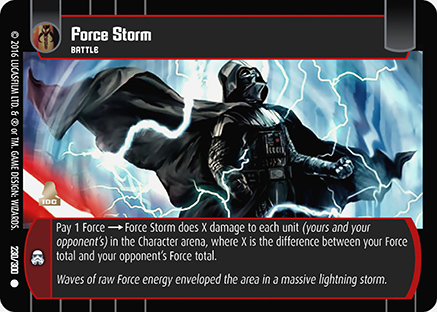 Force Storm
BATTLE
100
Pay 1 Force → Force Storm does X damage to each unit (yours and your
opponent's) in the Character arena, where X is the difference between your Force
total and your opponent's Force total.
Waves of raw Force energy enveloped the area in a massive lightning storm.
© 2016 LUCASFILM LTD. & ® or TM. GAME DESIGN: WIZARDS.